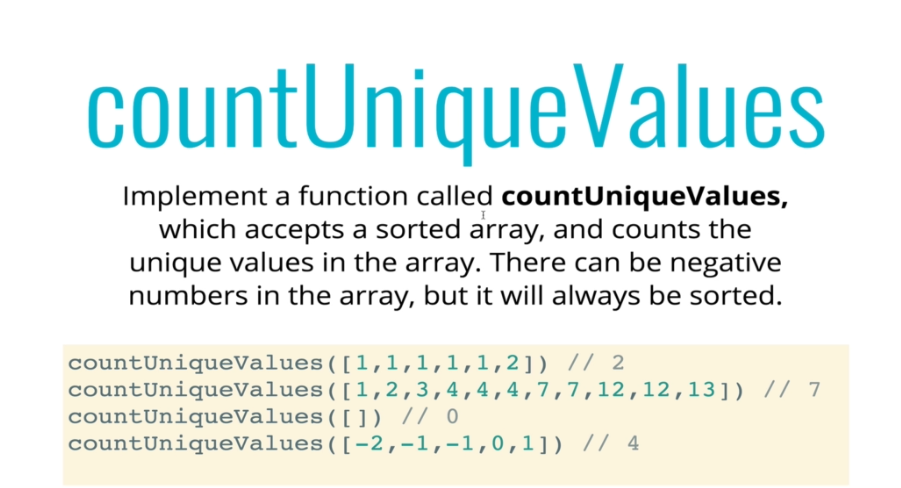 countUniqueValues
Implement a function called countUniqueValues,
which accepts a sorted array, and counts the
unique values in the array. There can be negative
numbers in the array, but it will always be sorted.
countUniqueValues([1,1,1,1,1,2]) // 2
countUniqueValues([1,2,3,4,4,4,7,7,12,12,13]) // 7
countUniqueValues([]) // 0
countUniqueValues([-2,-1,-1,0,1]) // 4